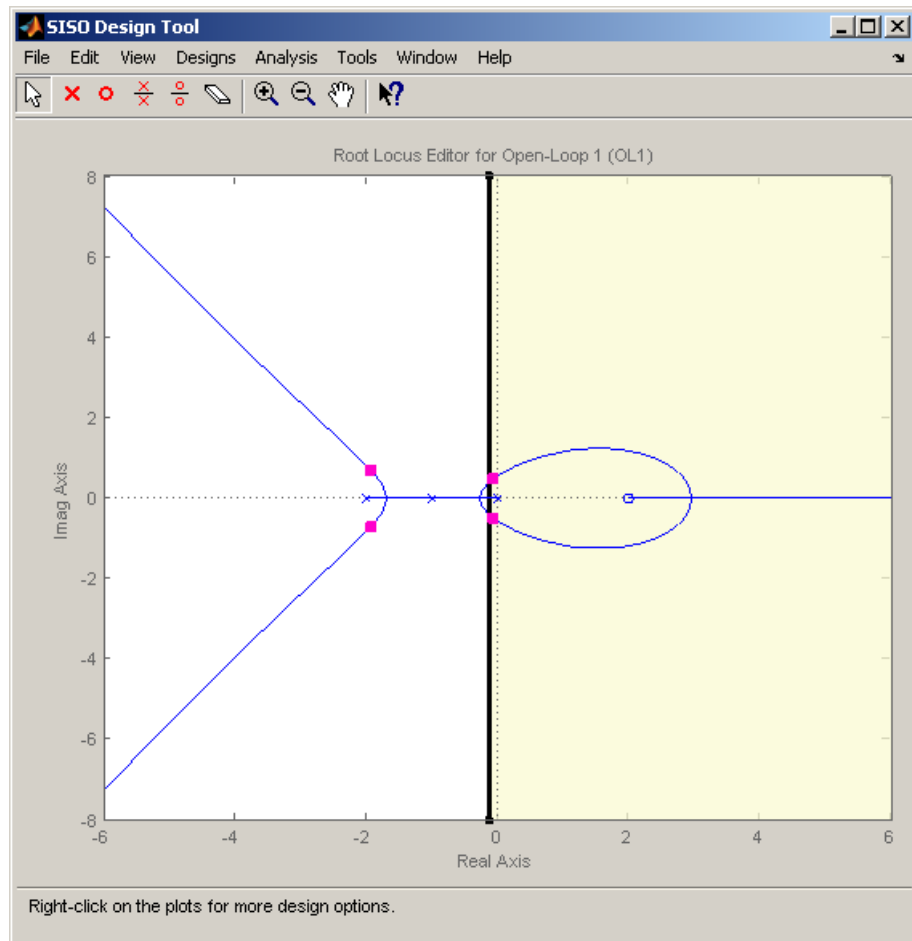 SISO Design Tool
File Edit View Designs Analysis Tools Window Help
Root Locus Editor for Open-Loop 1 (OL1)
8
6
4
2
0
-2
-4
-6
-8
Imag Axis
-6 -4 -2 0 2 4 6
Real Axis
Right-click on the plots for more design options.